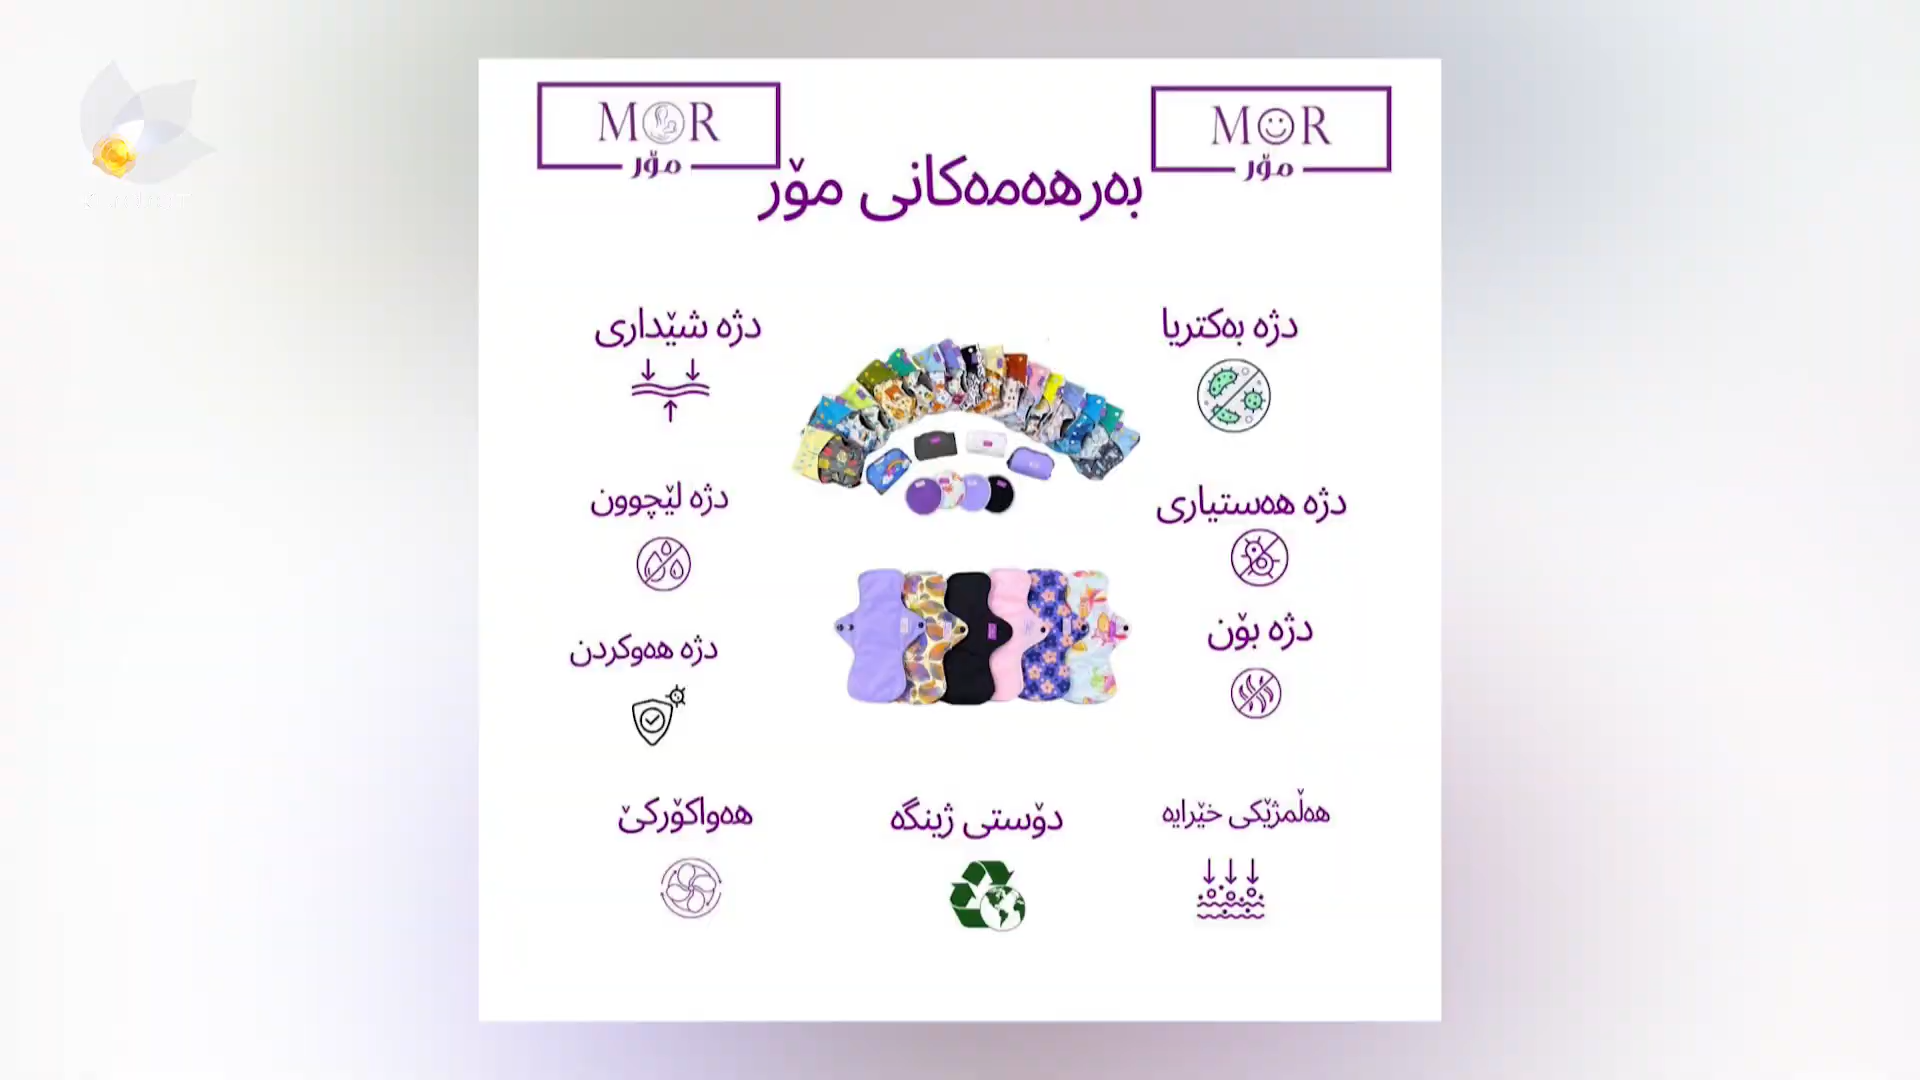 MOR
مۆر
MOR
مۆر
بەرهەمەکانی مۆر
دژە بەکتریا
دژە شێداری
دژە هەستیاری
دژە لێچوون
دژە بۆن
دژە هەوکردن
هەڵمژێکی خێرایە
دۆستی ژینگە
هەواکۆرکێ